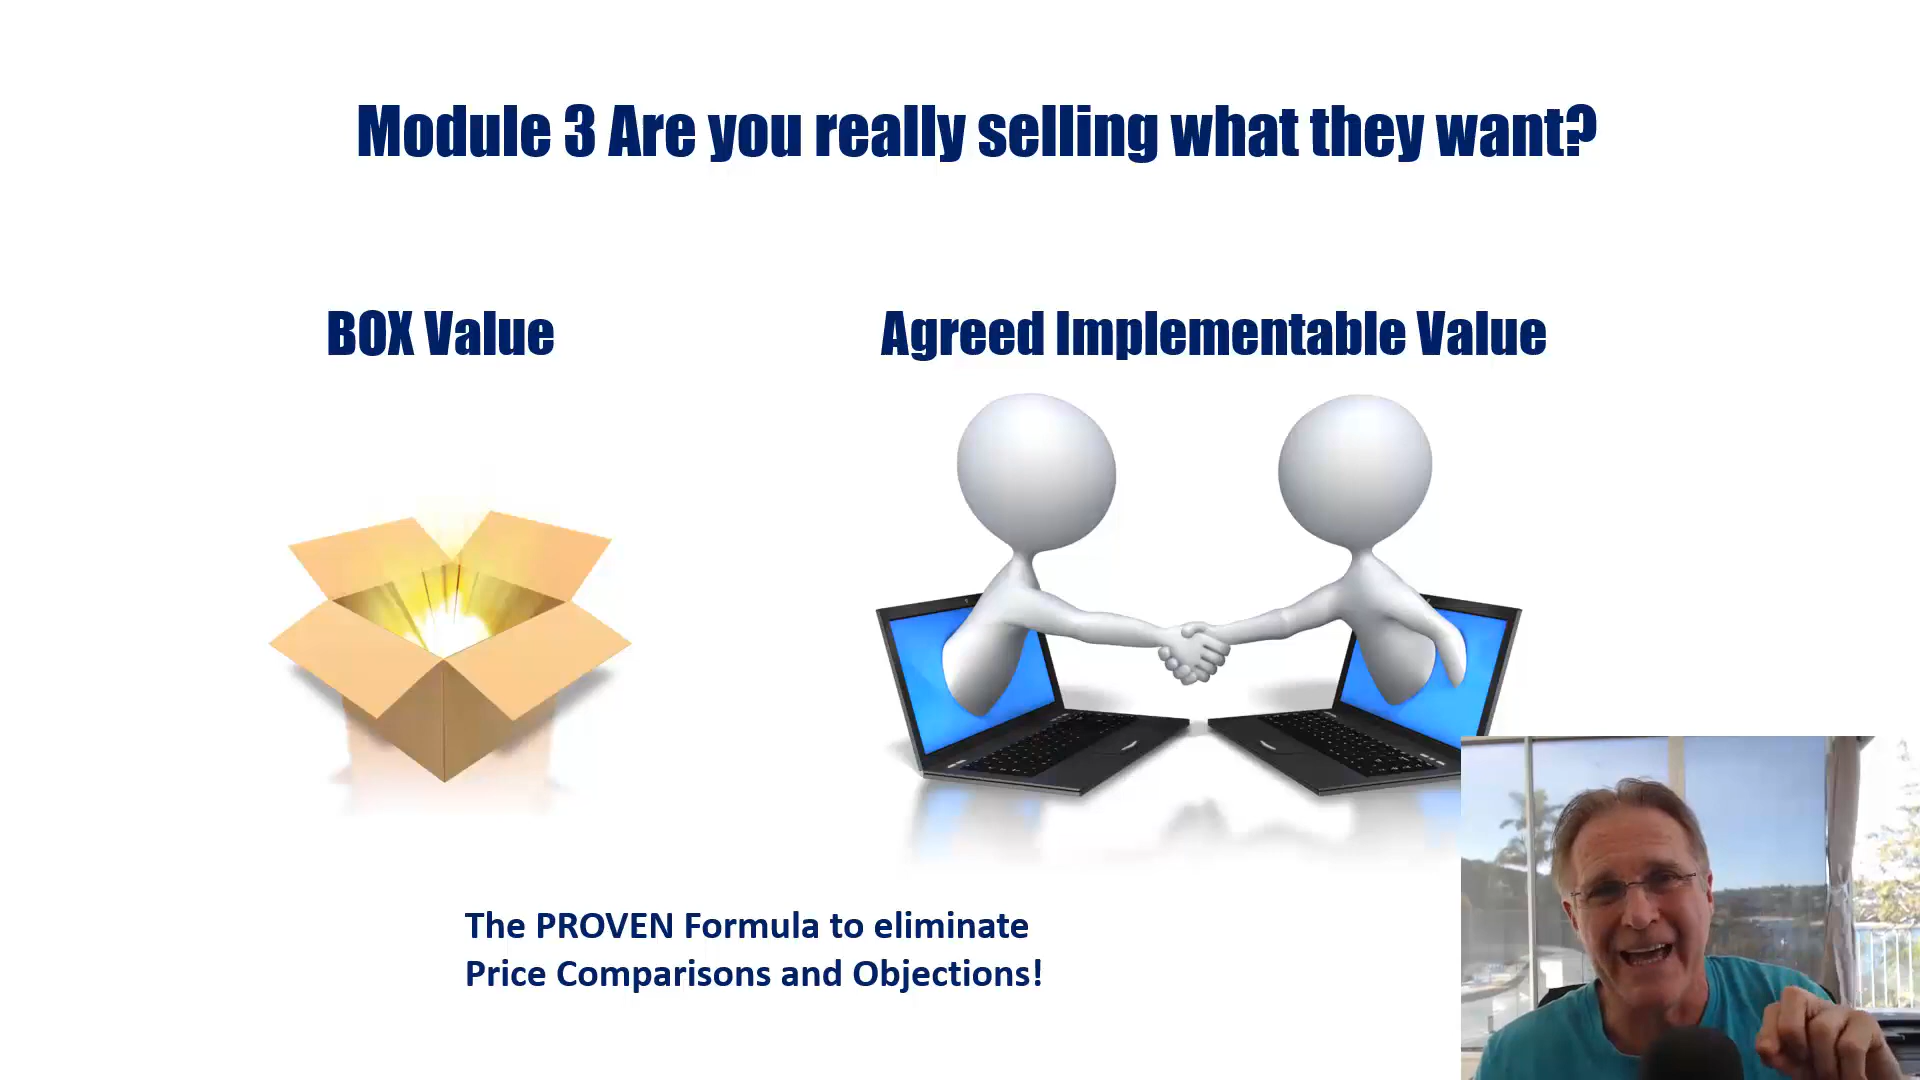 Module 3 Are you really selling what they want?
BOX Value
Agreed Implementable Value
The PROVEN Formula to eliminate
Price Comparisons and Objections!